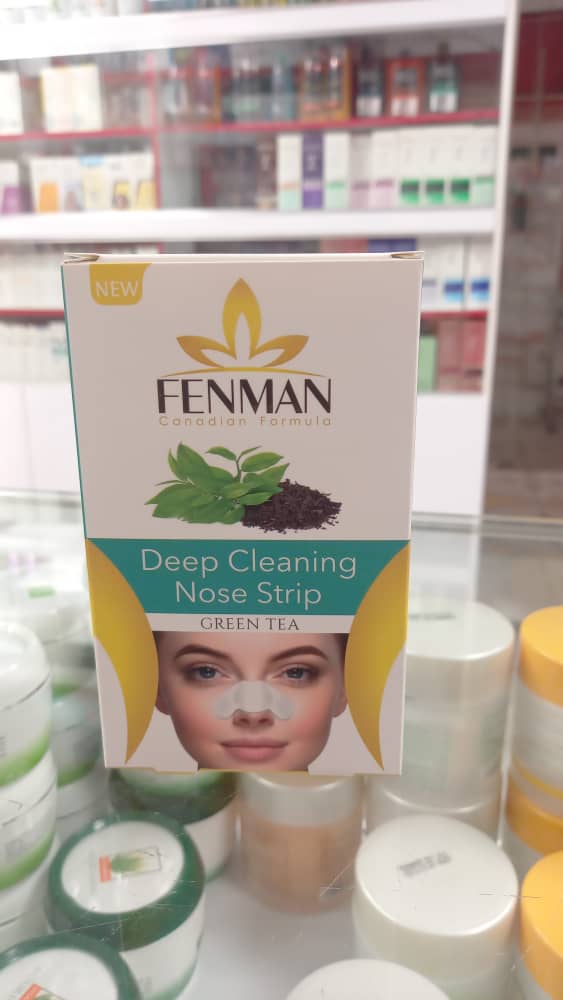 NEW
FENMAN
Canadian Formula
Deep Cleaning
Nose Strip
GREEN TEA